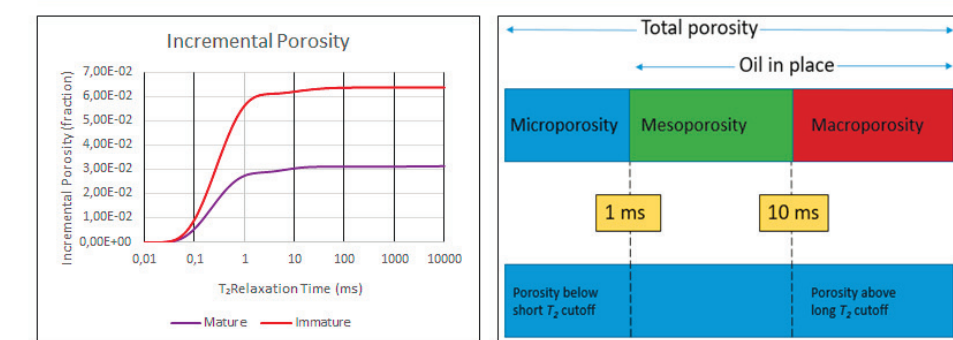 Incremental Porosity
Incremental Porosity (fraction)
7,00E-02
6,00E-02
5,00E-02
4,00E-02
3,00E-02
2,00E-02
1,00E-02
0,00E+00
0,01 0,1 1 10 100 1000 10000
T₂Relaxation Time (ms)
Mature Immature
Total porosity
Oil in place
Microporosity Mesoporosity Macroporosity
1 ms 10 ms
Porosity below Porosity above
short T₂ cutoff long T₂ cutoff